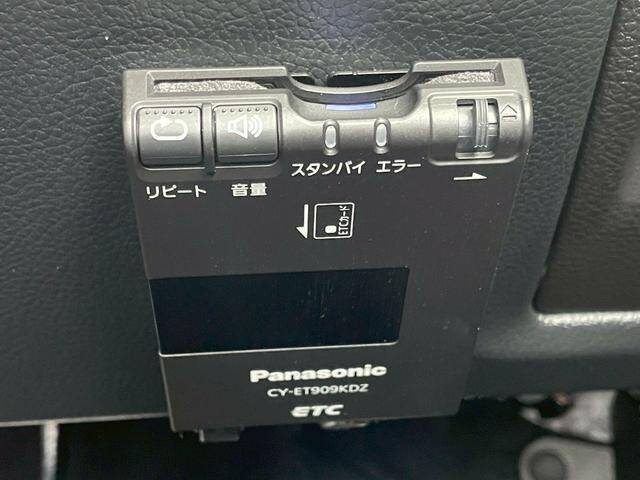 リピート 音量 スタンバイ エラー
ETCカード
Panasonic
CY-ET909KDZ
ETC